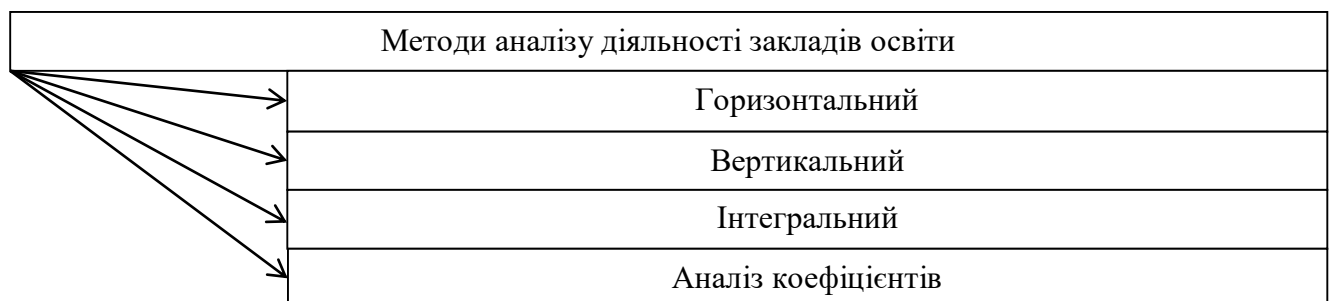 Методи аналізу діяльності закладів освіти
Горизонтальний
Вертикальний
Інтегральний
Аналіз коефіцієнтів